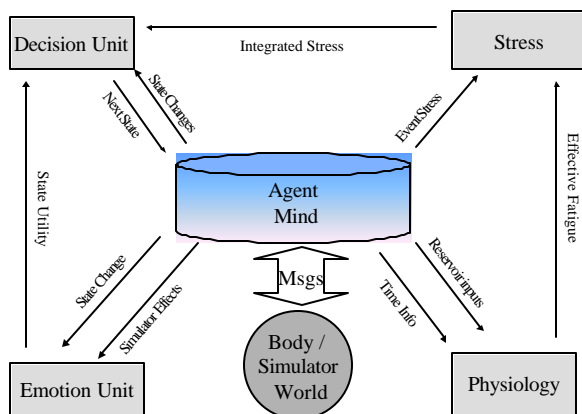 Decision Unit
Integrated Stress
Stress
State Changes
Next State
Event Stress
State Utility
Effective Fatigue
Agent
Mind
Msgs
State Change
Simulator Effects
Reservoir inputs
Time Info
Body /
Simulator
World
Emotion Unit
Physiology